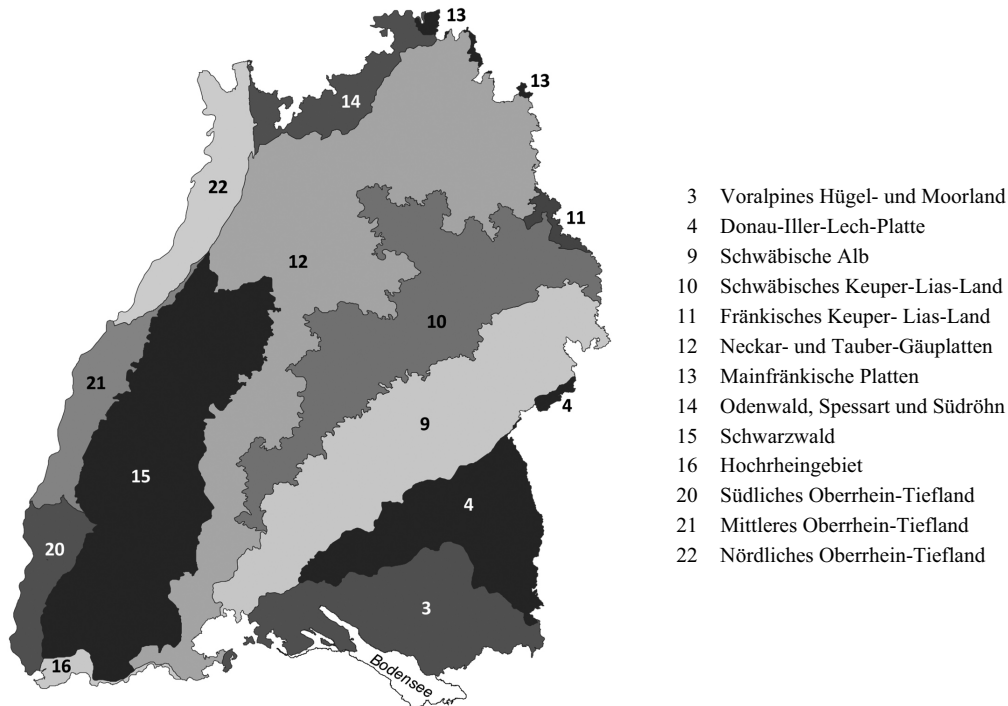 13
13
14
22
11
12
10
21
4
9
15
4
20
3
16
Bodensee
3 Voralpines Hügel- und Moorland
4 Donau-Iller-Lech-Platte
9 Schwäbische Alb
10 Schwäbisches Keuper-Lias-Land
11 Fränkisches Keuper- Lias-Land
12 Neckar- und Tauber-Gäuplatten
13 Mainfränkische Platten
14 Odenwald, Spessart und Südröhn
15 Schwarzwald
16 Hochrheingebiet
20 Südliches Oberrhein-Tiefland
21 Mittleres Oberrhein-Tiefland
22 Nördliches Oberrhein-Tiefland